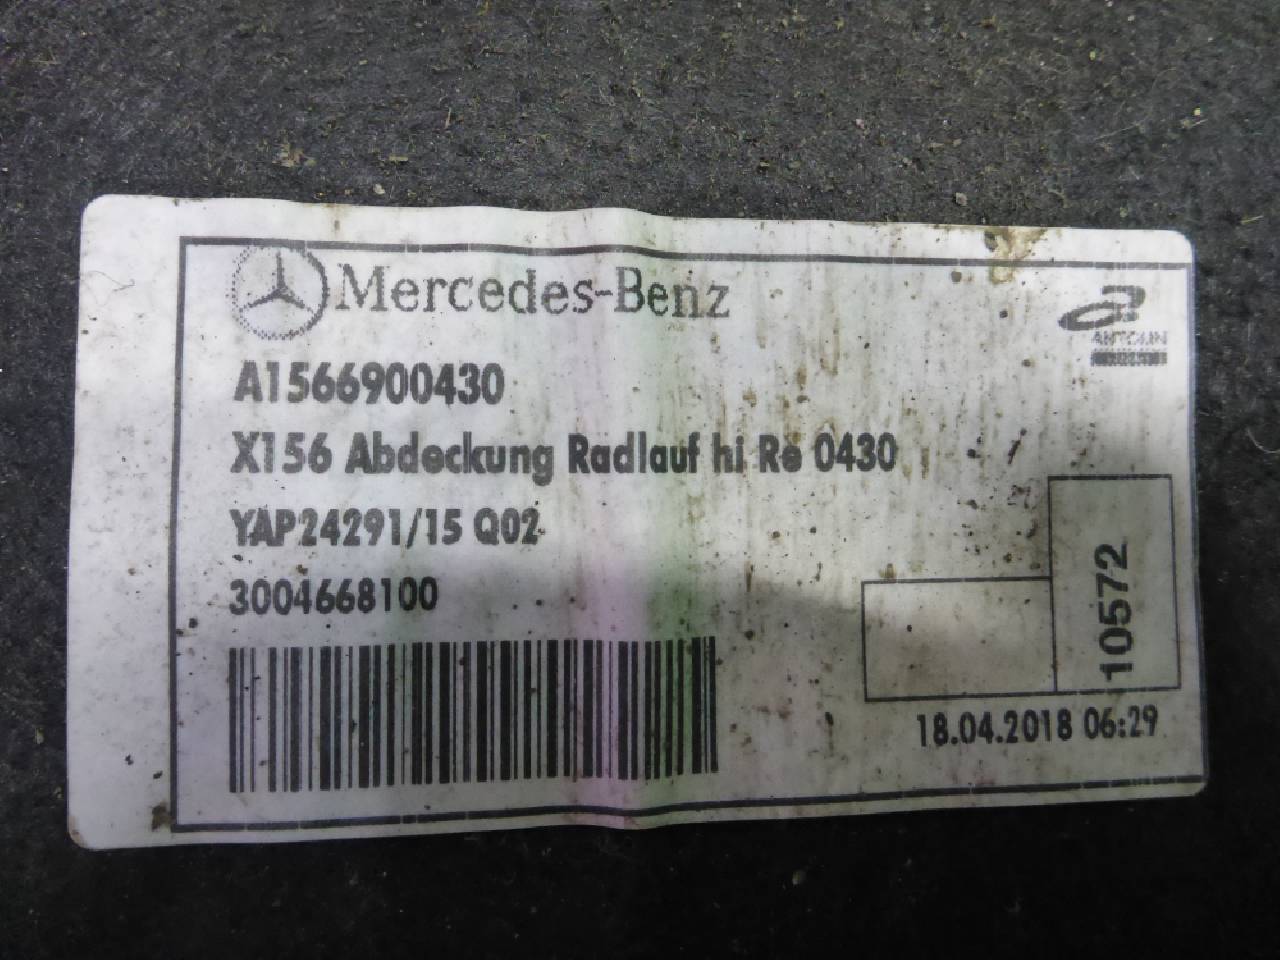 Mercedes-Benz
ANTOLIN
A1566900430
X156 Abdeckung Radlauf hi Re 0430
YAP24291/15 Q02
3004668100
10572
18.04.2018 06:29